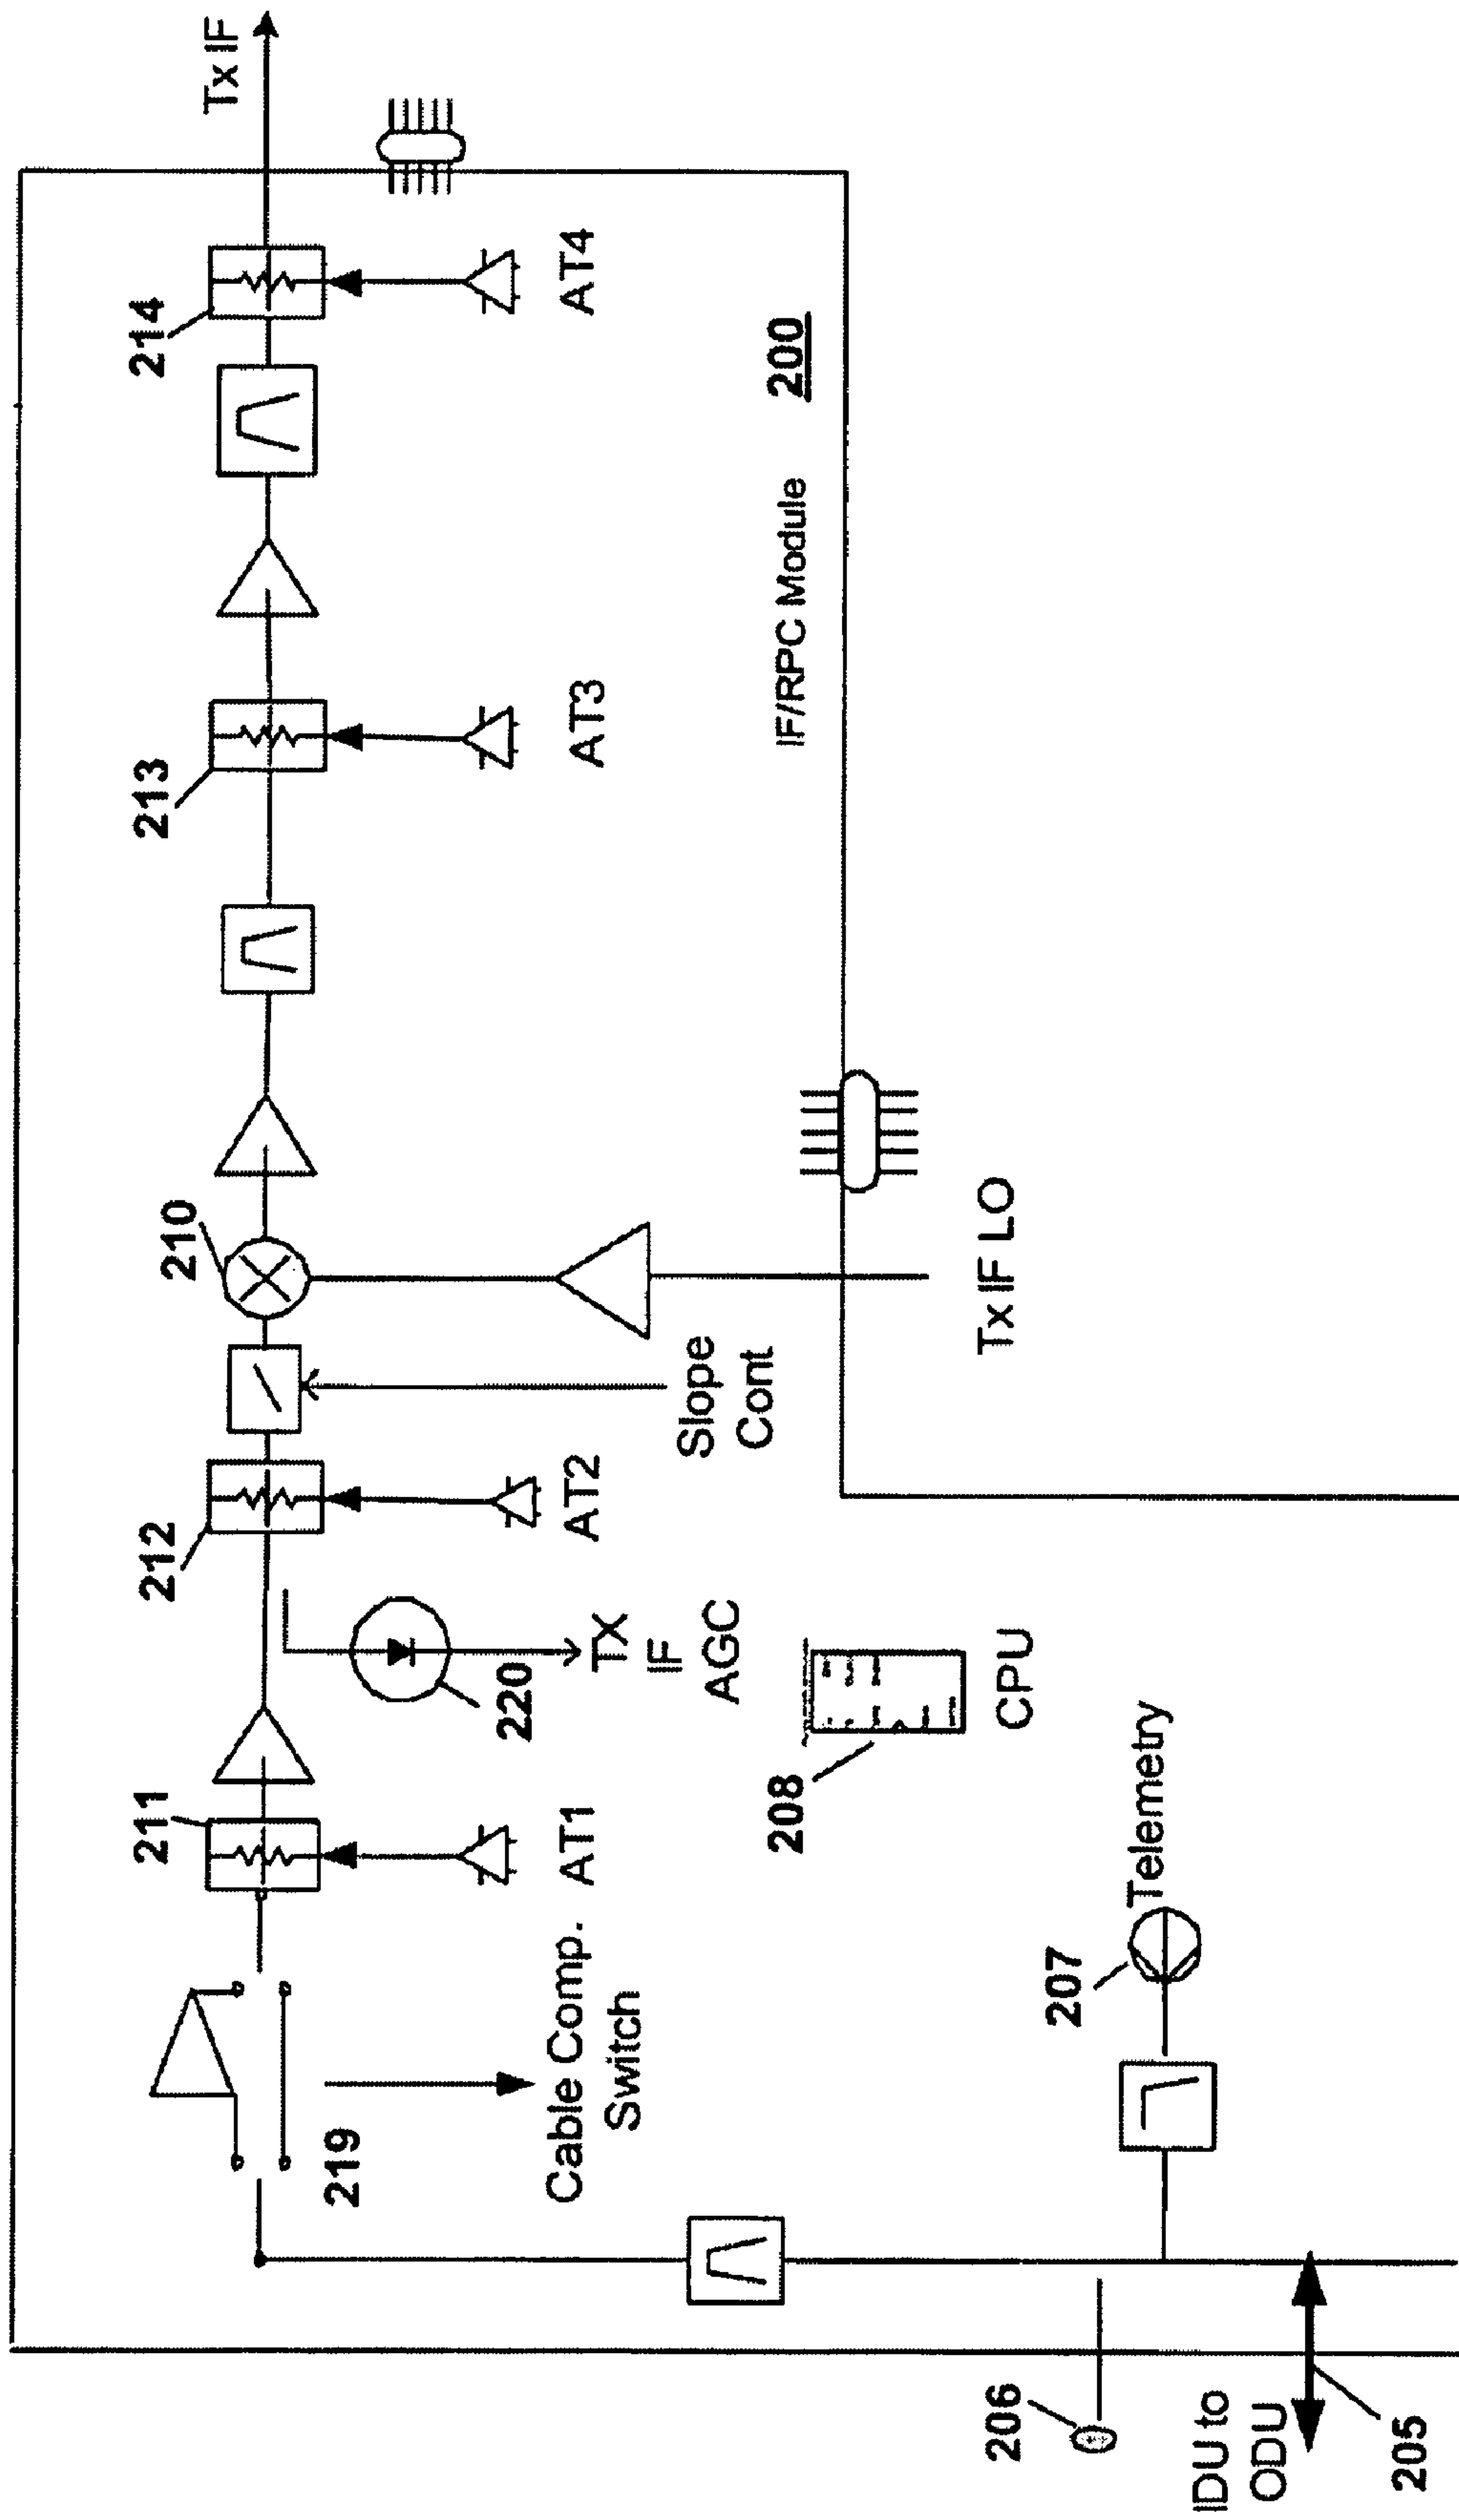 Tx IF
214
AT4
200
213
AT3
IF/RPC Module
210
Tx IF LO
Slope
Cont
212
AT2
220
TX
IF
AGC
211
AT1
208
CPU
219
Cable Comp.
Switch
207
Telemetry
206
IDU to
ODU
205